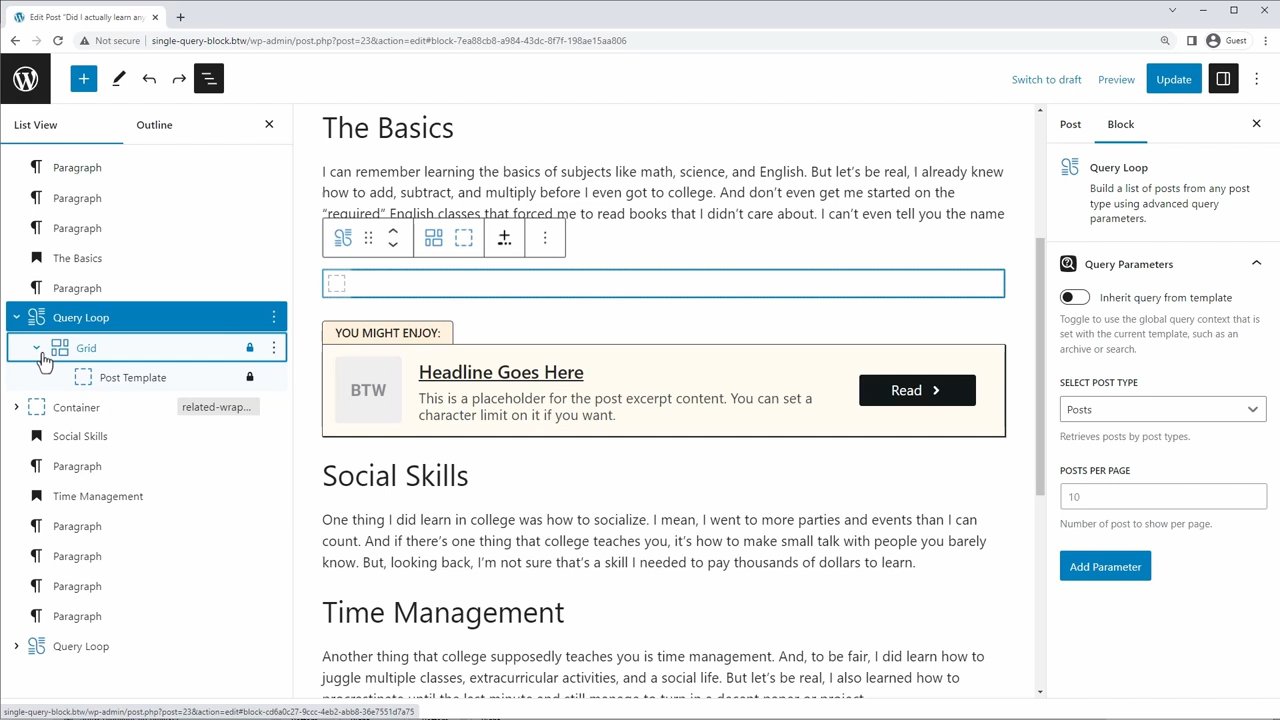 Edit Post "Did I actually learn any
Not secure
single-query-block.btw/wp-admin/post.php?post=23&action=edit#block-7ea88cb8-a984-43dc-8f7f-198ae15aa806
Guest
Switch to draft
Preview
Update
List View
Outline
Paragraph
Paragraph
Paragraph
The Basics
Paragraph
Query Loop
Grid
Post Template
Container
related-wrap...
Social Skills
Paragraph
Time Management
Paragraph
Paragraph
Paragraph
Paragraph
Query Loop
The Basics
I can remember learning the basics of subjects like math, science, and English. But let's be real, I already knew
how to add, subtract, and multiply before I even got to college. And don't even get me started on the
"required" English classes that forced me to read books that I didn't care about. I can't even tell you the name
YOU MIGHT ENJOY:
BTW
Headline Goes Here
This is a placeholder for the post excerpt content. You can set a
character limit on it if you want.
Read
Social Skills
One thing I did learn in college was how to socialize. I mean, I went to more parties and events than I can
count. And if there's one thing that college teaches you, it's how to make small talk with people you barely
know. But, looking back, I'm not sure that's a skill I needed to pay thousands of dollars to learn.
Time Management
Another thing that college supposedly teaches you is time management. And, to be fair, I did learn how to
juggle multiple classes, extracurricular activities, and a social life. But let's be real, I also learned how to
procrastinate until the last minute and still manage to turn in a decent paper or project.
Post
Block
Query Loop
Build a list of posts from any post
type using advanced query
parameters.
Query Parameters
Inherit query from template
Toggle to use the global query context that is
set with the current template, such as an
archive or search.
SELECT POST TYPE
Posts
Retrieves posts by post types.
POSTS PER PAGE
10
Number of post to show per page.
Add Parameter
single-query-block.btw/wp-admin/post.php?post=23&action=edit#block-cd6a0c27-9ccc-4eb2-abb8-36e7551d7a75